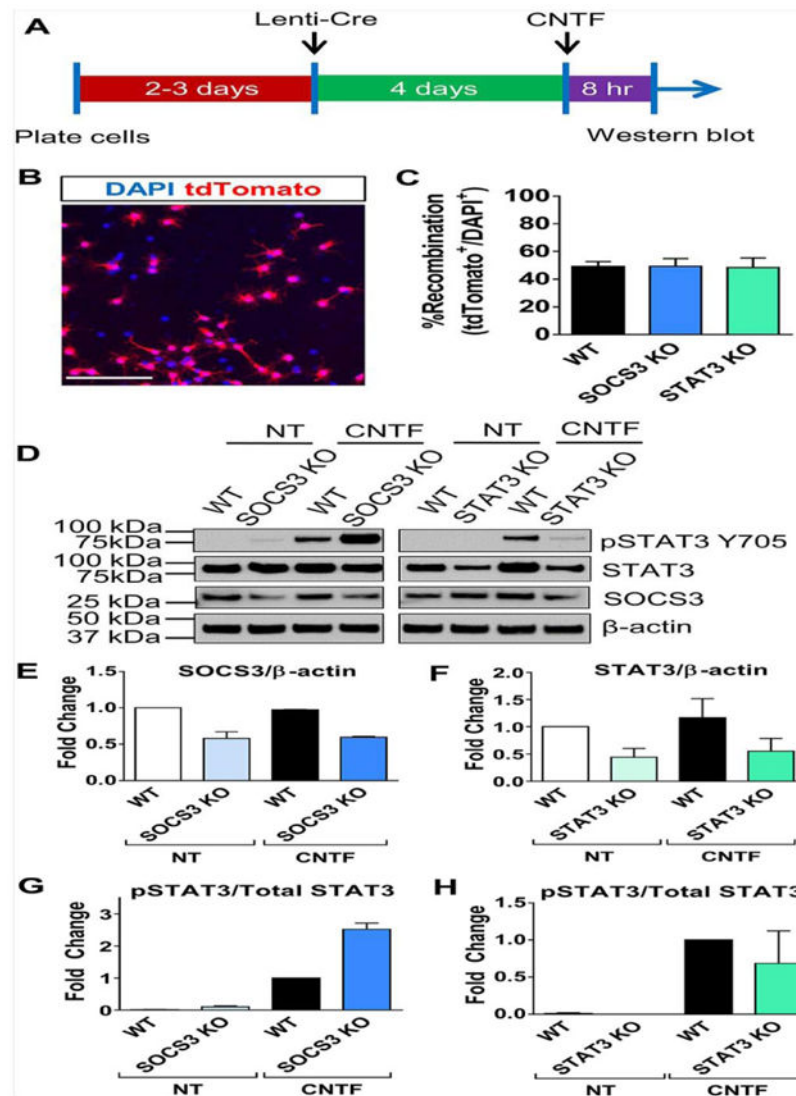 A
Lenti-Cre
CNTF
2-3 days
4 days
8 hr
Plate cells
Western blot
B
DAPI tdTomato
C
%Recombination
(tdTomato+/DAPI+)
100
80
60
40
20
0
WT
SOCS3 KO
STAT3 KO
D
NT
CNTF
NT
CNTF
WT
SOCS3 KO
WT
SOCS3 KO
WT
STAT3 KO
WT
STAT3 KO
100 kDa
75kDa
pSTAT3 Y705
100 kDa
75kDa
STAT3
25 kDa
SOCS3
50 kDa
37 kDa
β-actin
E
SOCS3/β-actin
Fold Change
1.5
1.0
0.5
0.0
WT
SOCS3 KO
WT
SOCS3 KO
NT
CNTF
F
STAT3/β-actin
Fold Change
2.0
1.5
1.0
0.5
0.0
WT
STAT3 KO
WT
STAT3 KO
NT
CNTF
G
pSTAT3/Total STAT3
Fold Change
3
2
1
0
WT
SOCS3 KO
WT
SOCS3 KO
NT
CNTF
H
pSTAT3/Total STAT3
Fold Change
1.5
1.0
0.5
0.0
WT
STAT3 KO
WT
STAT3 KO
NT
CNTF